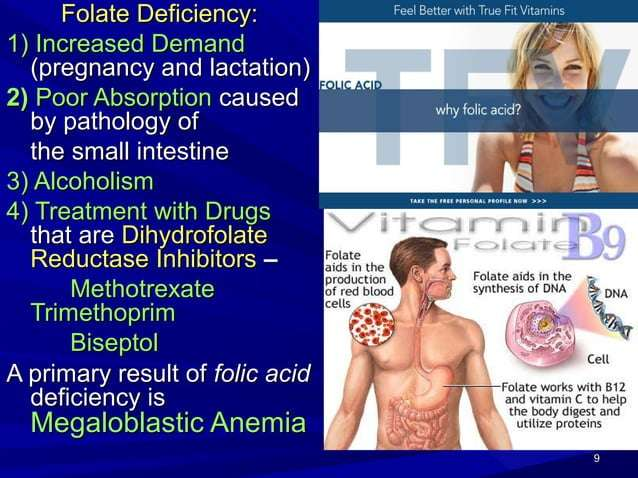 Folate Deficiency:
1) Increased Demand
(pregnancy and lactation)
2) Poor Absorption caused
by pathology of
the small intestine
3) Alcoholism
4) Treatment with Drugs
that are Dihydrofolate
Reductase Inhibitors –
Methotrexate
Trimethoprim
Biseptol
A primary result of folic acid
deficiency is
Megaloblastic Anemia
Feel Better with True Fit Vitamins
TFV
FOLIC ACID
why folic acid?
TAKE THE FREE PERSONAL PROFILE NOW >>>
Vitamin
B9
Folate
Folate
aids in the
production
of red blood
cells
Folate aids in the
synthesis of DNA
DNA
Cell
Folate works with B12
and vitamin C to help
the body digest and
utilize proteins
9